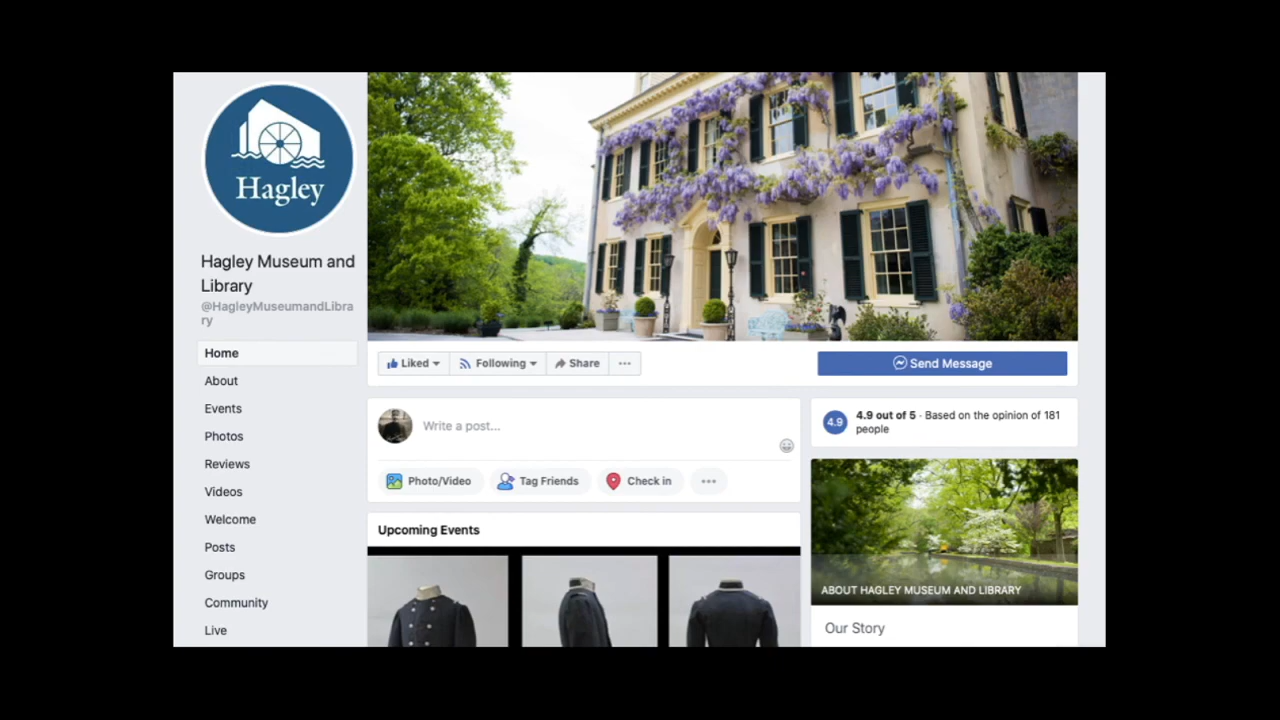 Hagley
Hagley Museum and
Library
@HagleyMuseumandLibra
ry
Home
About
Events
Photos
Reviews
Videos
Welcome
Posts
Groups
Community
Live
Liked
Following
Share
Send Message
Write a post...
Photo/Video
Tag Friends
Check in
Upcoming Events
4.9
4.9 out of 5 · Based on the opinion of 181
people
ABOUT HAGLEY MUSEUM AND LIBRARY
Our Story